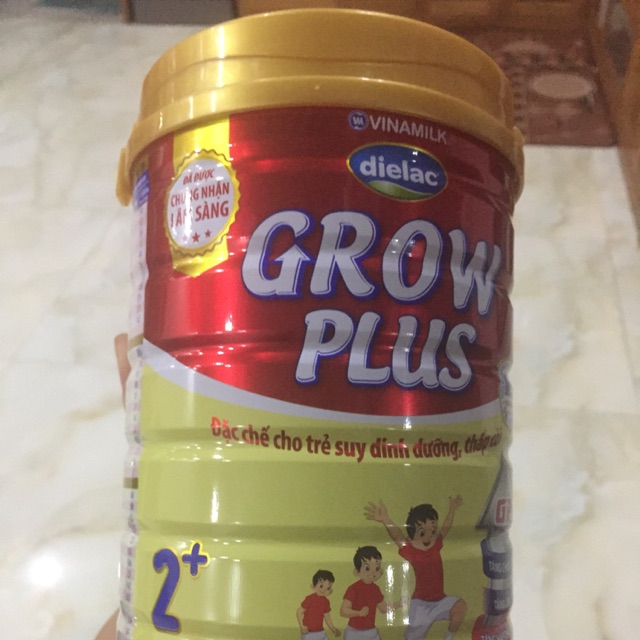 VINAMILK
dielac
ĐÃ ĐƯỢC
CHỨNG NHẬN
LÂM SÀNG
GROW
PLUS
Đặc chế cho trẻ suy dinh dưỡng, thấp
2+